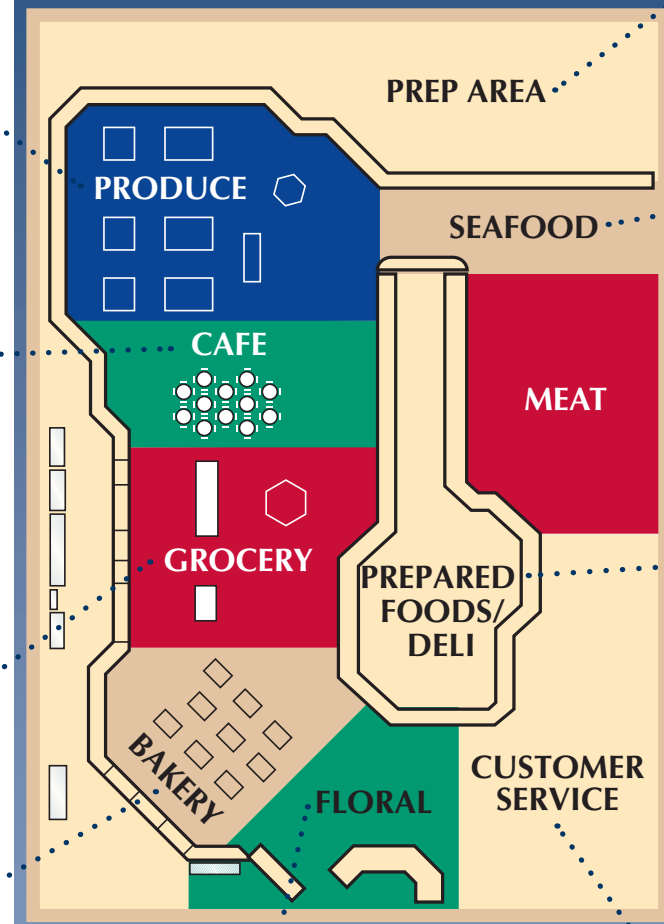 PREP AREA
PRODUCE
SEAFOOD
CAFE
MEAT
GROCERY
PREPARED
FOODS/
DELI
BAKERY
CUSTOMER
SERVICE
FLORAL